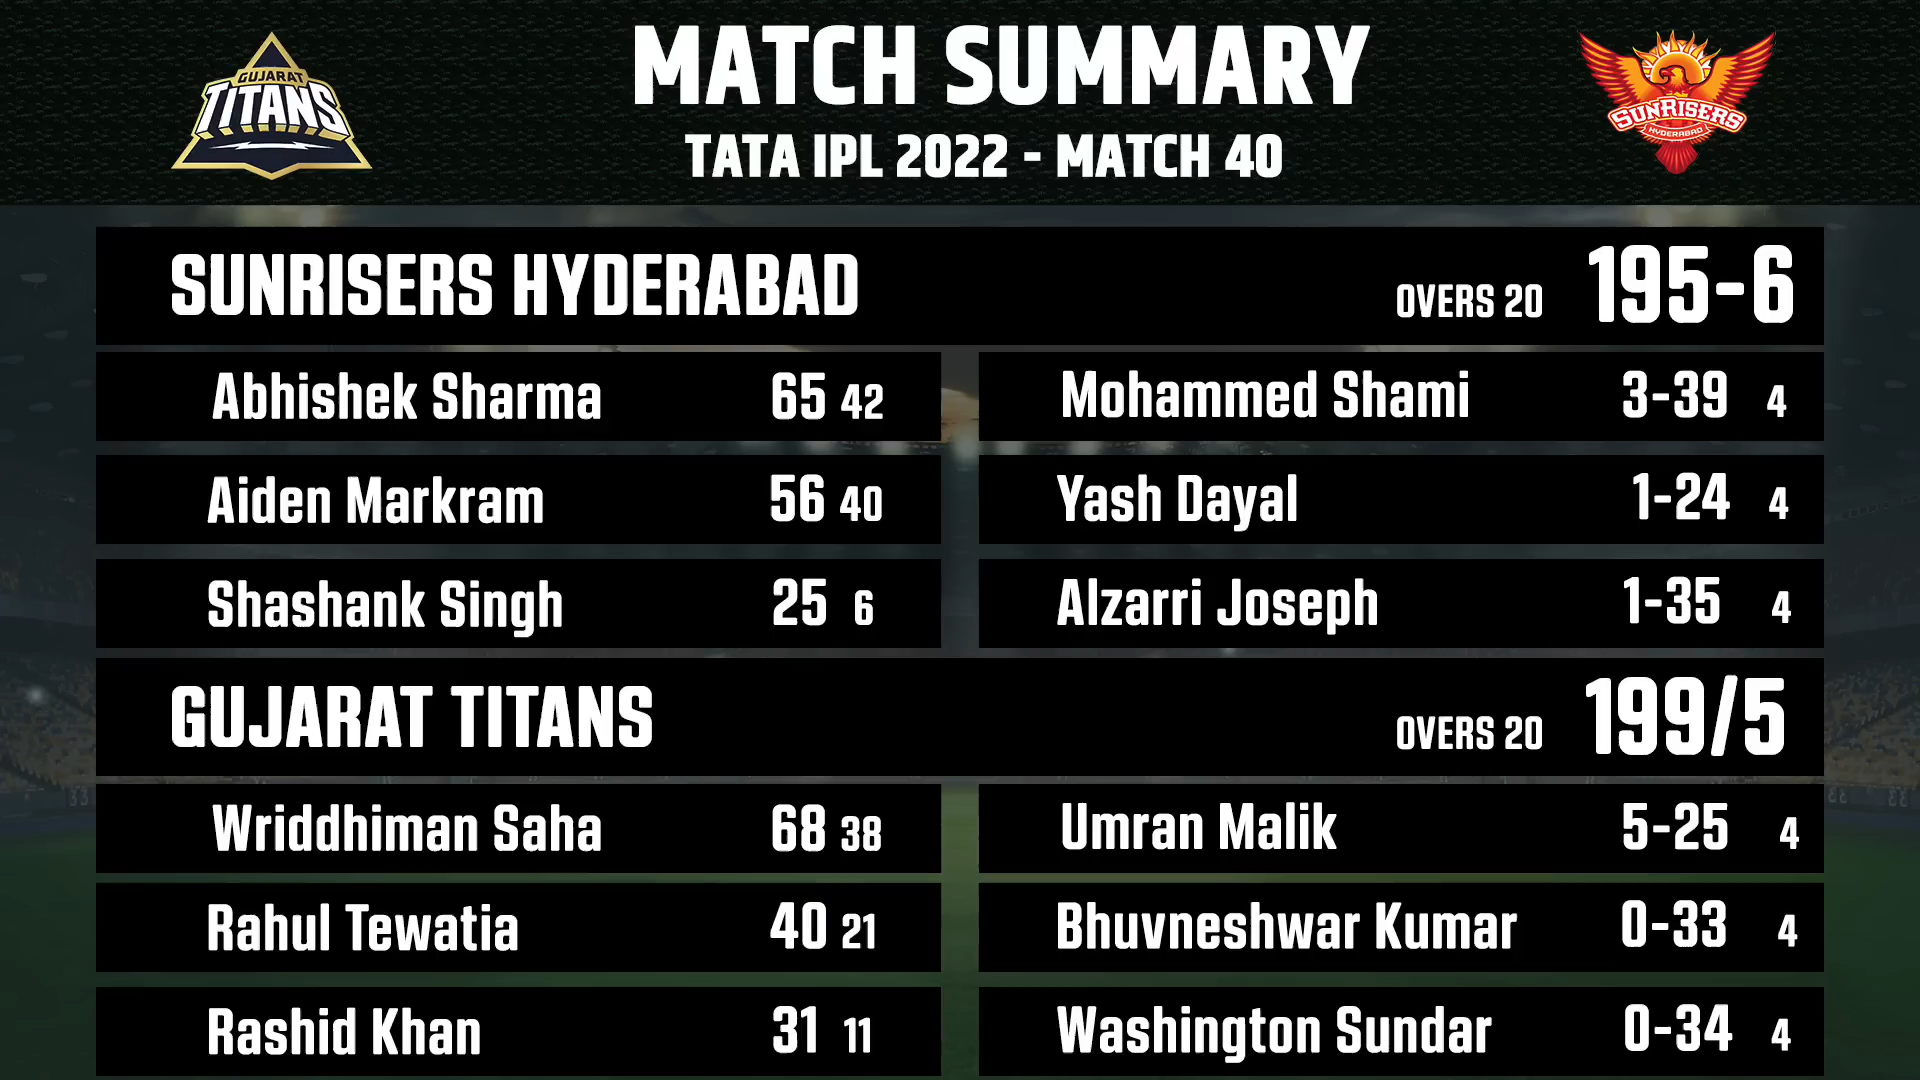 GUJARAT
TITANS
MATCH SUMMARY
TATA IPL 2022 - MATCH 40
SUNRISERS
HYDERABAD
SUNRISERS HYDERABAD OVERS 20 195-6
Abhishek Sharma 65 42 Mohammed Shami 3-39 4
Aiden Markram 56 40 Yash Dayal 1-24 4
Shashank Singh 25 6 Alzarri Joseph 1-35 4
GUJARAT TITANS OVERS 20 199/5
Wriddhiman Saha 68 38 Umran Malik 5-25 4
Rahul Tewatia 40 21 Bhuvneshwar Kumar 0-33 4
Rashid Khan 31 11 Washington Sundar 0-34 4